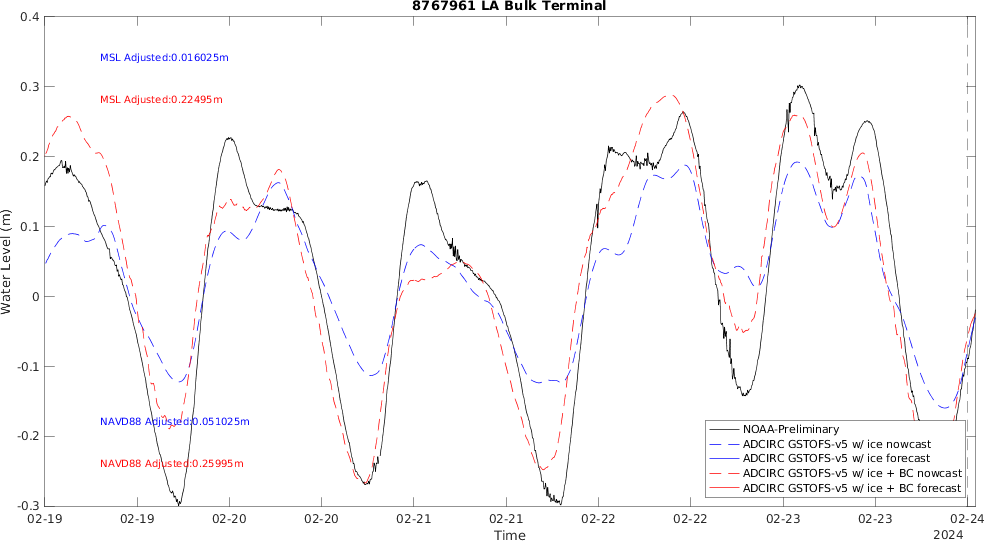 8767961 LA Bulk Terminal
0.4
0.3
0.2
0.1
0
-0.1
-0.2
-0.3
Water Level (m)
MSL Adjusted:0.016025m
MSL Adjusted:0.22495m
NAVD88 Adjusted:0.051025m
NAVD88 Adjusted:0.25995m
NOAA-Preliminary
ADCIRC GSTOFS-v5 w/ ice nowcast
ADCIRC GSTOFS-v5 w/ ice forecast
ADCIRC GSTOFS-v5 w/ ice + BC nowcast
ADCIRC GSTOFS-v5 w/ ice + BC forecast
02-19 02-19 02-20 02-20 02-21 02-21 02-22 02-22 02-23 02-23 02-24
Time
2024